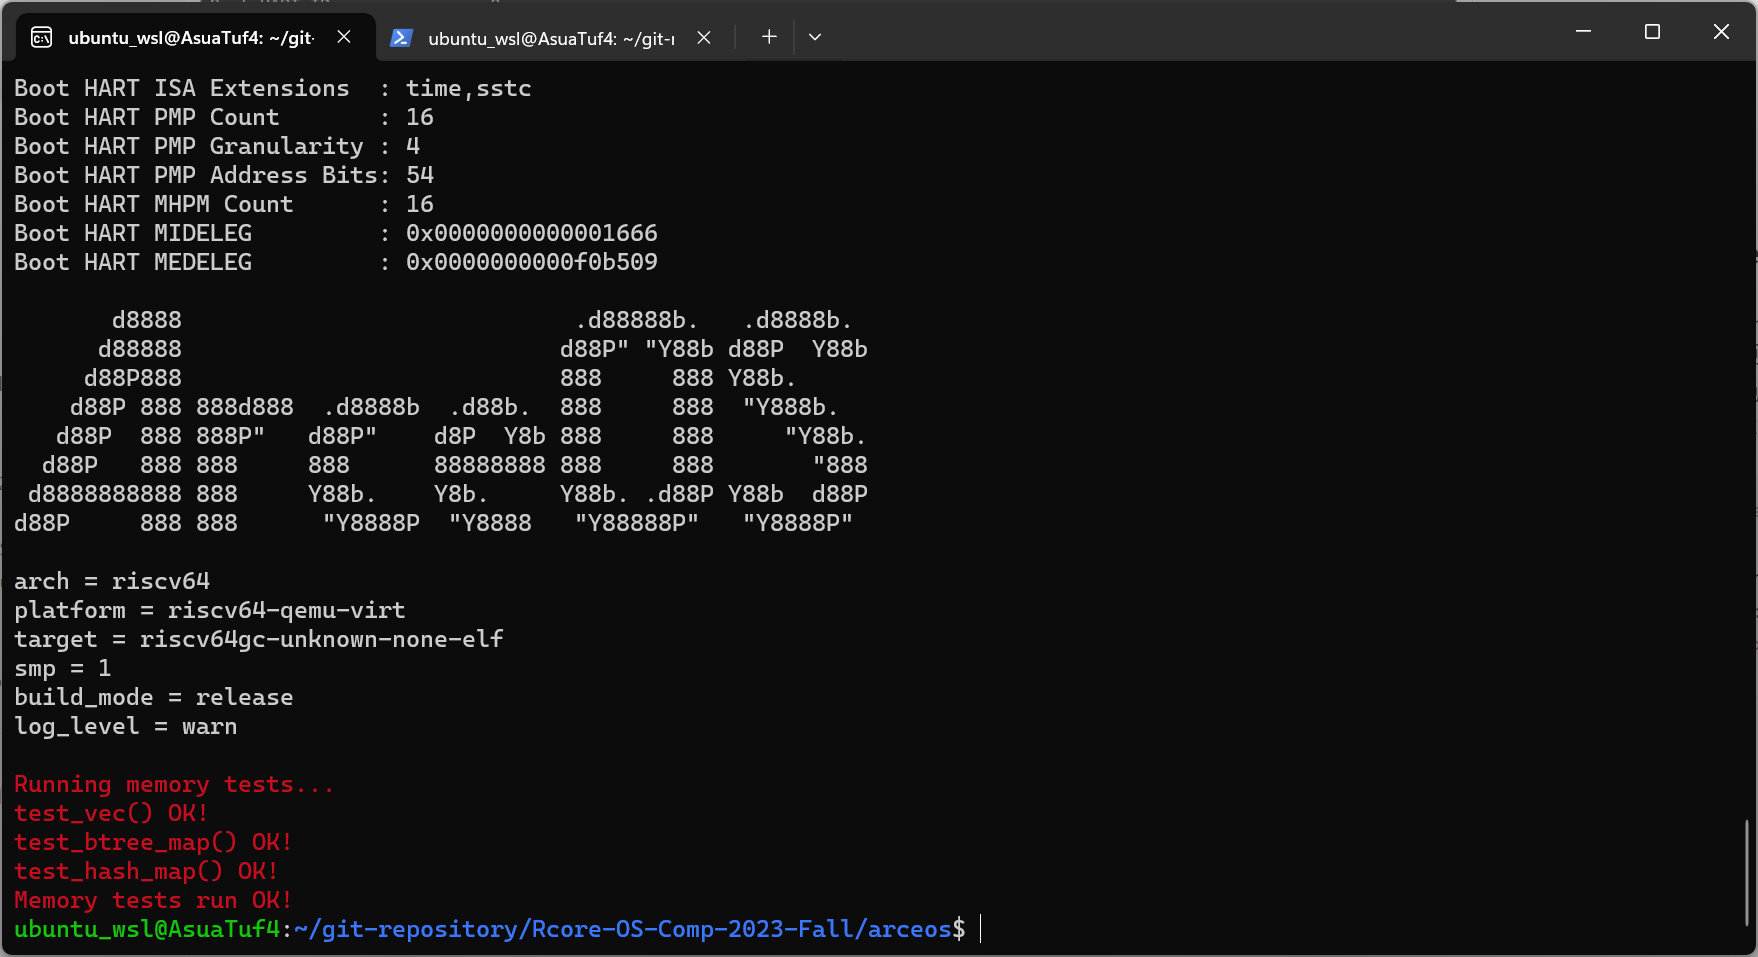 ubuntu_wsl@AsuaTuf4: ~/git-
ubuntu_wsl@AsuaTuf4: ~/git-r
Boot HART ISA Extensions  : time,sstc
Boot HART PMP Count       : 16
Boot HART PMP Granularity : 4
Boot HART PMP Address Bits: 54
Boot HART MHPM Count      : 16
Boot HART MIDELEG         : 0x0000000000001666
Boot HART MEDELEG         : 0x0000000000f0b509
       d8888                            .d88888b.   .d8888b.
      d88888                           d88P" "Y88b d88P  Y88b
     d88P888                           888     888 Y88b.
    d88P 888 888d888  .d8888b  .d88b.  888     888  "Y888b.
   d88P  888 888P"   d88P"    d8P  Y8b 888     888     "Y88b.
  d88P   888 888     888      88888888 888     888       "888
 d8888888888 888     Y88b.    Y8b.     Y88b. .d88P Y88b  d88P
d88P     888 888      "Y8888P  "Y8888   "Y88888P"   "Y8888P"
arch = riscv64
platform = riscv64-qemu-virt
target = riscv64gc-unknown-none-elf
smp = 1
build_mode = release
log_level = warn
Running memory tests...
test_vec() OK!
test_btree_map() OK!
test_hash_map() OK!
Memory tests run OK!
ubuntu_wsl@AsuaTuf4:~/git-repository/Rcore-OS-Comp-2023-Fall/arceos$